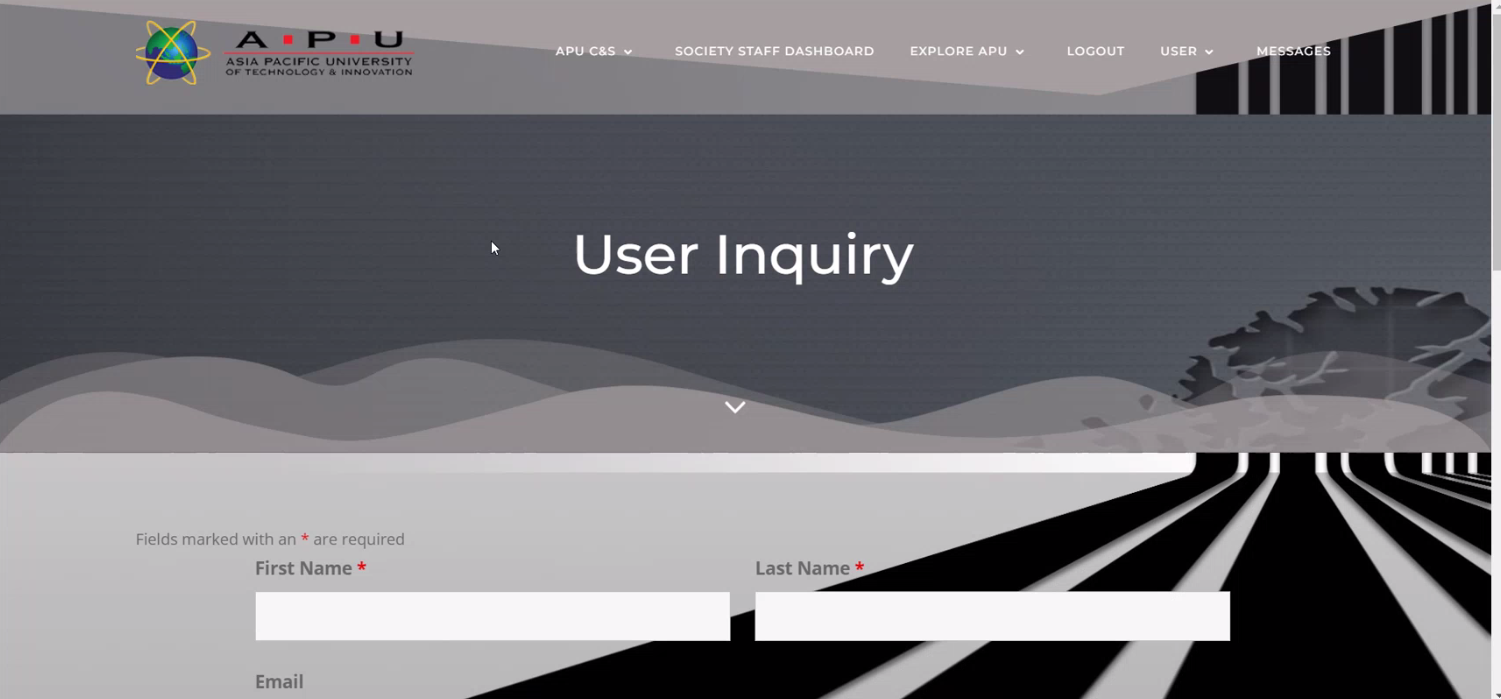 A P U
ASIA PACIFIC UNIVERSITY
OF TECHNOLOGY & INNOVATION
APU C&S SOCIETY STAFF DASHBOARD EXPLORE APU LOGOUT USER MESSAGES
User Inquiry
Fields marked with an * are required
First Name * Last Name *
Email